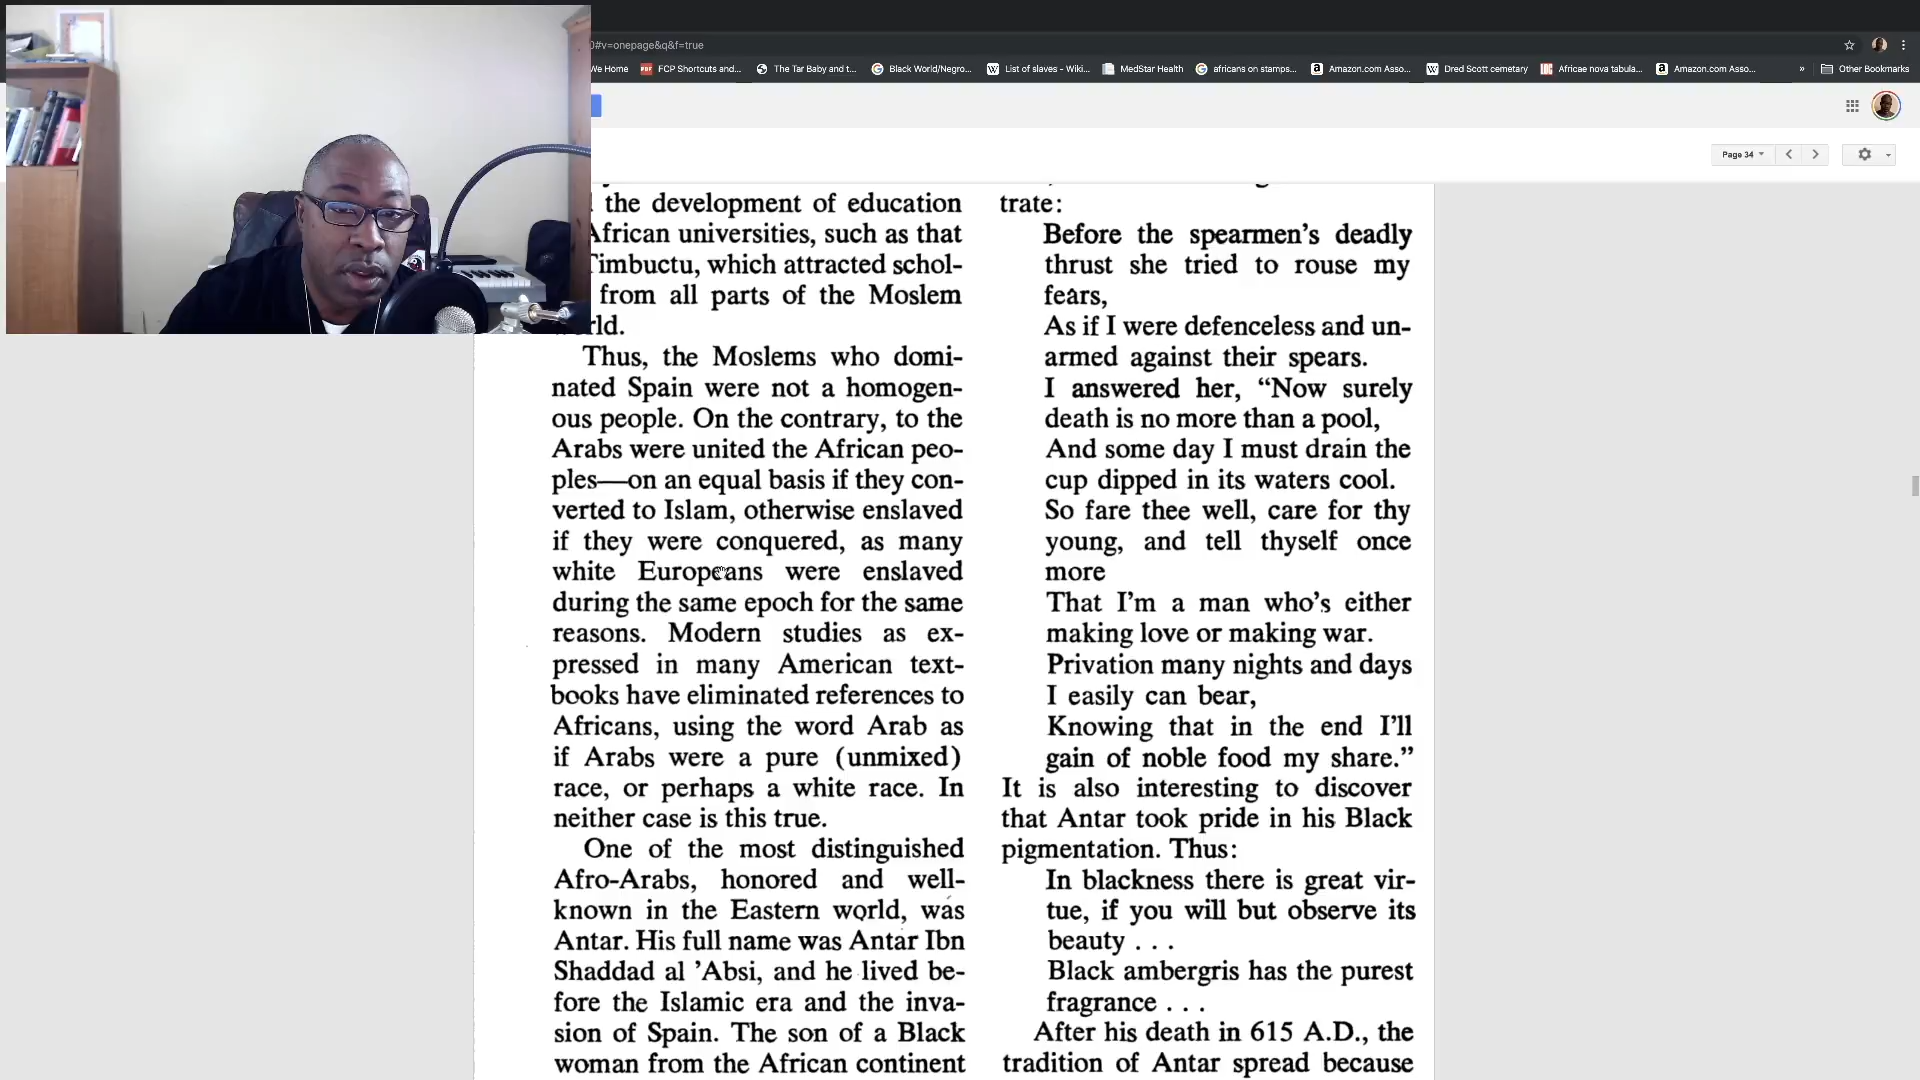 0#v=onepage&q&f=true
We Home
FCP Shortcuts and...
The Tar Baby and t...
Black World/Negro...
List of slaves - Wiki...
MedStar Health
africans on stamps...
Amazon.com Asso...
Dred Scott cemetary
Africae nova tabula...
Amazon.com Asso...
»
Other Bookmarks
Page 34
the development of education
African universities, such as that
Timbuctu, which attracted schol-
from all parts of the Moslem
world.
Thus, the Moslems who domi-
nated Spain were not a homogen-
ous people. On the contrary, to the
Arabs were united the African peo-
ples—on an equal basis if they con-
verted to Islam, otherwise enslaved
if they were conquered, as many
white Europeans were enslaved
during the same epoch for the same
reasons. Modern studies as ex-
pressed in many American text-
books have eliminated references to
Africans, using the word Arab as
if Arabs were a pure (unmixed)
race, or perhaps a white race. In
neither case is this true.
One of the most distinguished
Afro-Arabs, honored and well-
known in the Eastern world, was
Antar. His full name was Antar Ibn
Shaddad al 'Absi, and he lived be-
fore the Islamic era and the inva-
sion of Spain. The son of a Black
woman from the African continent
trate:
Before the spearmen's deadly
thrust she tried to rouse my
fears,
As if I were defenceless and un-
armed against their spears.
I answered her, “Now surely
death is no more than a pool,
And some day I must drain the
cup dipped in its waters cool.
So fare thee well, care for thy
young, and tell thyself once
more
That I'm a man who's either
making love or making war.
Privation many nights and days
I easily can bear,
Knowing that in the end I'll
gain of noble food my share.”
It is also interesting to discover
that Antar took pride in his Black
pigmentation. Thus:
In blackness there is great vir-
tue, if you will but observe its
beauty . . .
Black ambergris has the purest
fragrance . . .
After his death in 615 A.D., the
tradition of Antar spread because